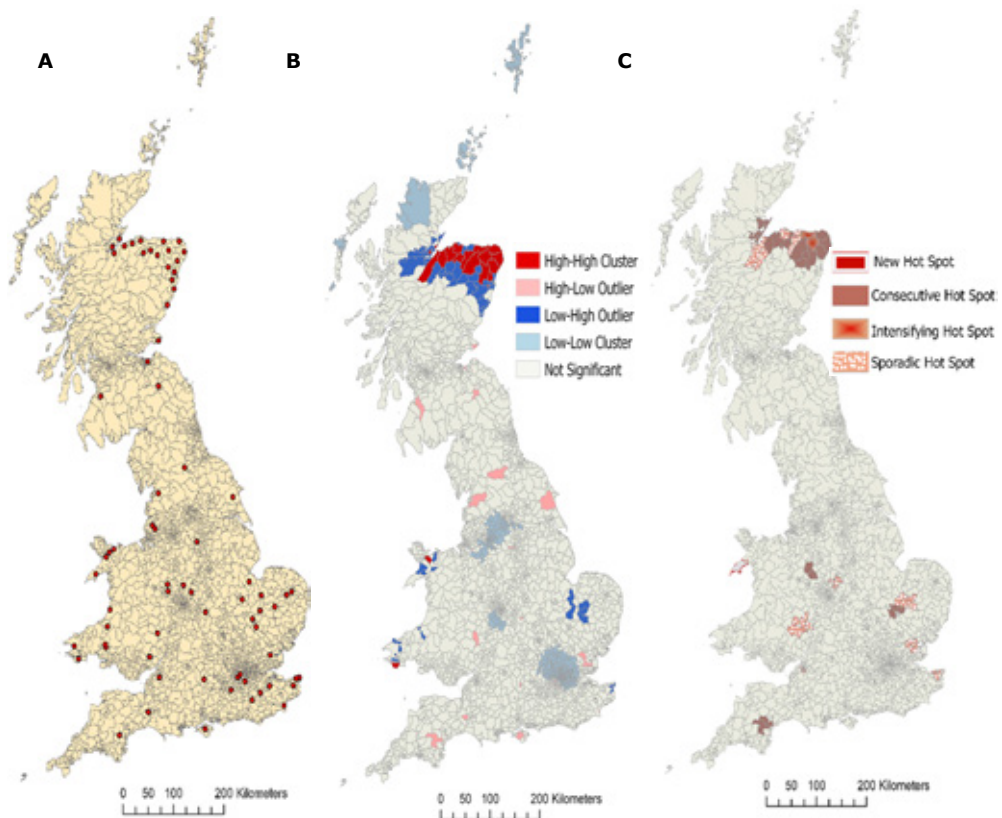 A
B
C
High-High Cluster
High-Low Outlier
Low-High Outlier
Low-Low Cluster
Not Significant
New Hot Spot
Consecutive Hot Spot
Intensifying Hot Spot
Sporadic Hot Spot
0 50 100 200 Kilometers
0 50 100 200 Kilometers
0 50 100 200 Kilometers